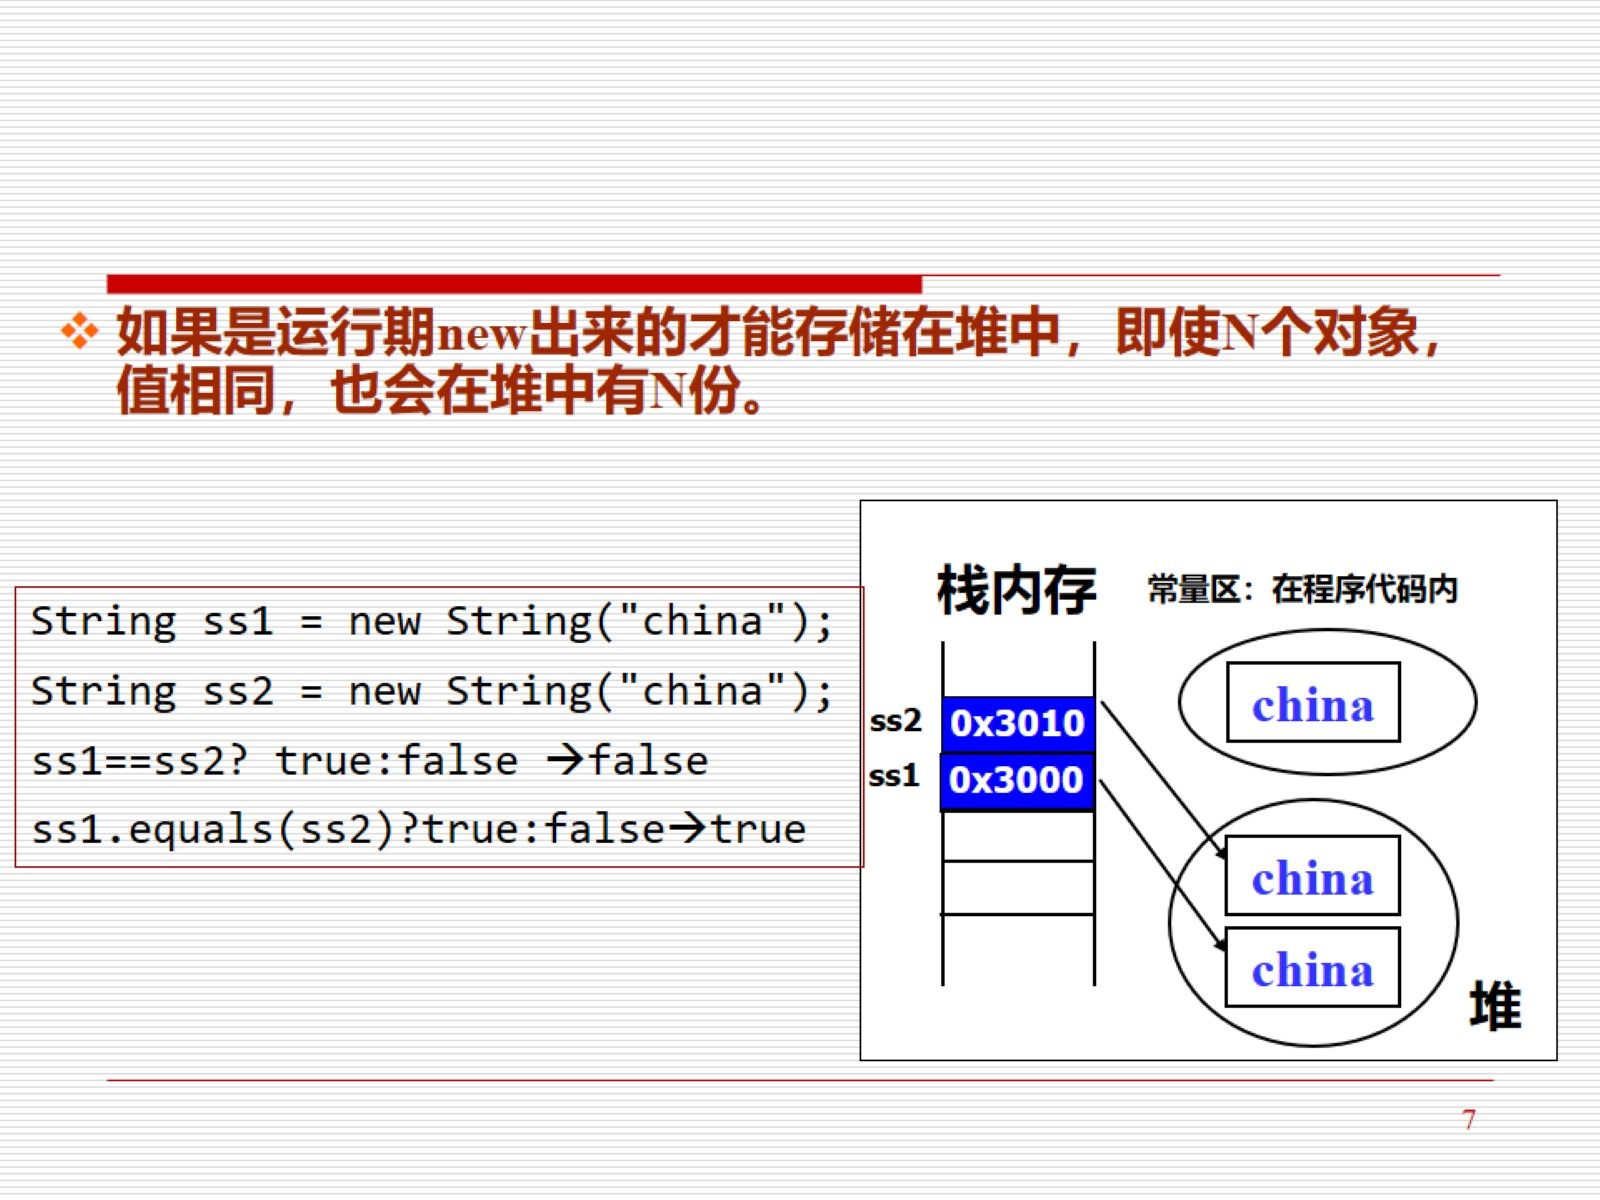 如果是运行期new出来的才能存储在堆中，即使N个对象，
值相同，也会在堆中有N份。
String ss1 = new String("china");
String ss2 = new String("china");
ss1==ss2? true:false →false
ss1.equals(ss2)?true:false→true
栈内存
常量区：在程序代码内
china
ss2
0x3010
ss1
0x3000
china
china
堆
7